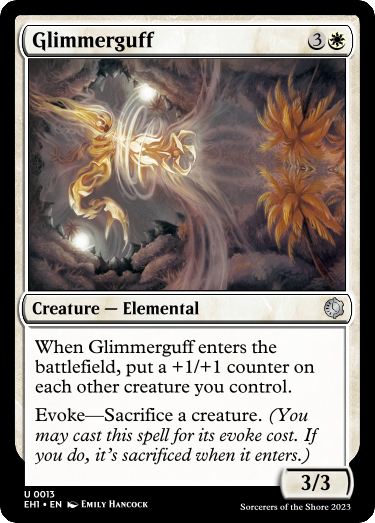 Glimmerguff 3
Creature — Elemental
When Glimmerguff enters the
battlefield, put a +1/+1 counter on
each other creature you control.
Evoke—Sacrifice a creature. (You
may cast this spell for its evoke cost. If
you do, it's sacrificed when it enters.)
3/3
U 0013
EH1 • EN Emily Hancock
Sorcerers of the Shore 2023